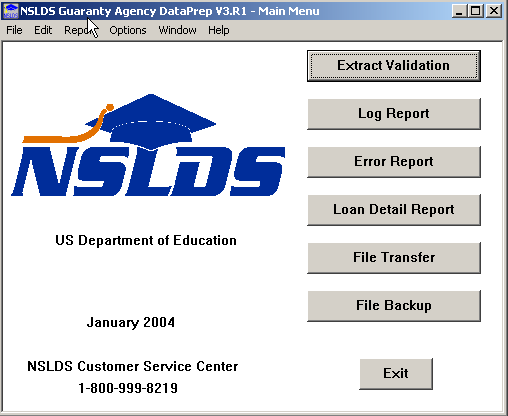 NSLDS Guaranty Agency DataPrep V3.R1 - Main Menu
File Edit Report Options Window Help
Extract Validation
Log Report
Error Report
NSLDS
Loan Detail Report
US Department of Education
File Transfer
File Backup
January 2004
NSLDS Customer Service Center
Exit
1-800-999-8219